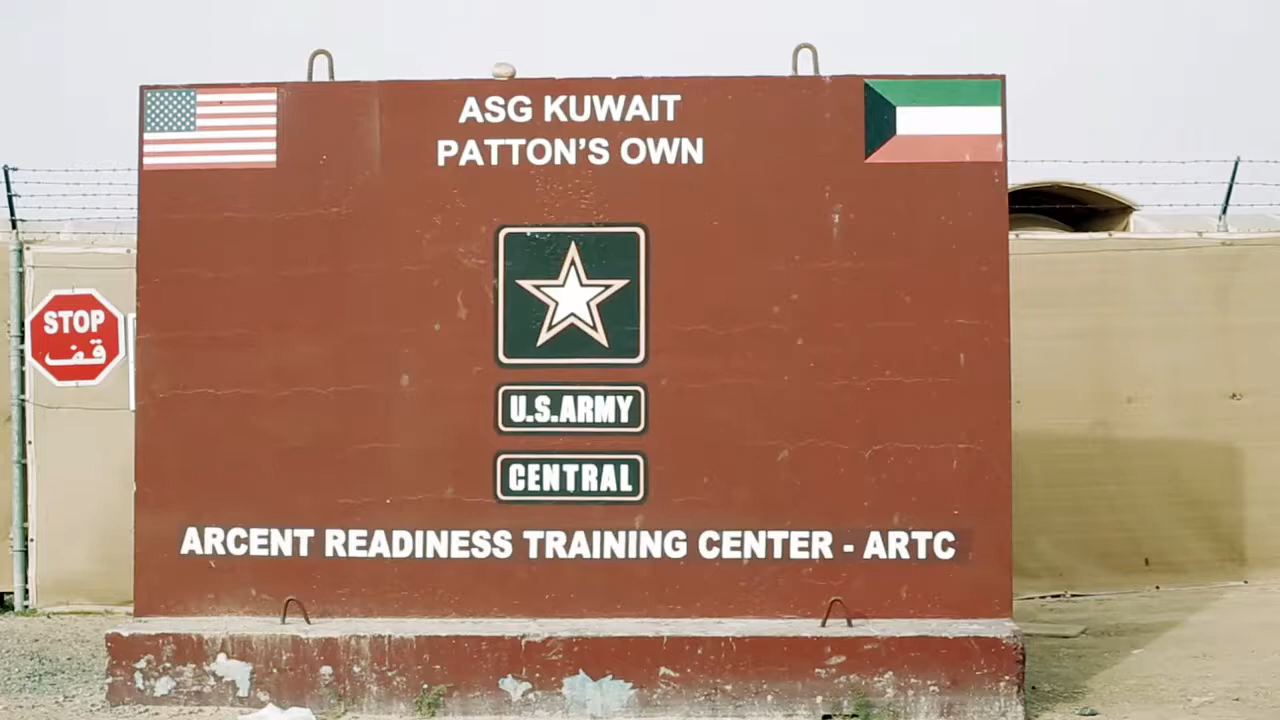 ASG KUWAIT
PATTON'S OWN
STOP
قف
U.S.ARMY
CENTRAL
ARCENT READINESS TRAINING CENTER - ARTC